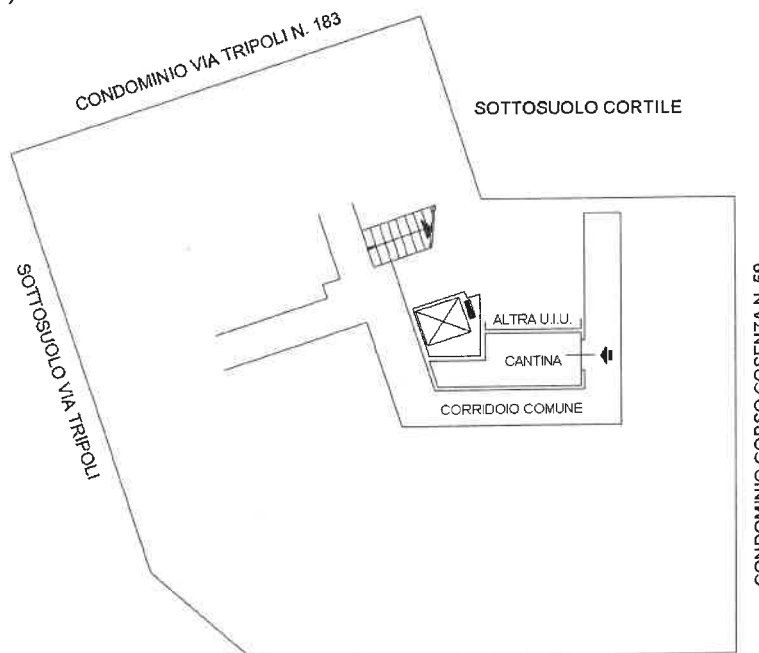 CONDOMINIO VIA TRIPOLI N. 183
SOTTOSUOLO CORTILE
SOTTOSUOLO VIA TRIPOLI
ALTRA U.I.U.
CANTINA
CORRIDOIO COMUNE
CONDOMINIO CORSO COSENZA N.